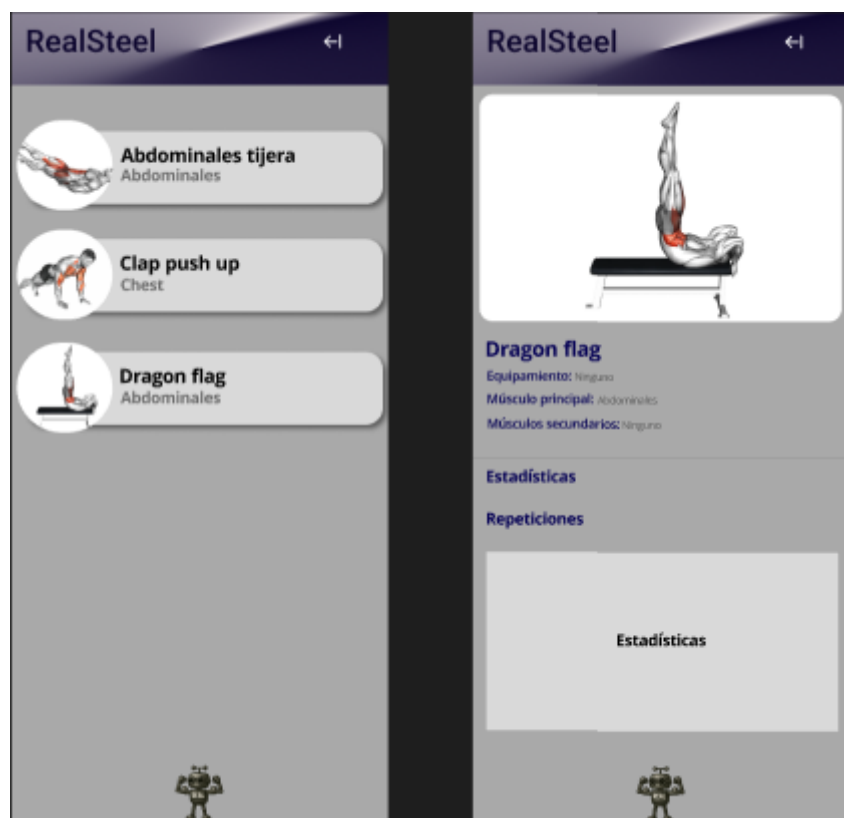 RealSteel
Abdominales tijera
Abdominales
Clap push up
Chest
Dragon flag
Abdominales
RealSteel
Dragon flag
Equipamiento: Ninguno
Músculo principal: Abdominales
Músculos secundarios: Ninguno
Estadísticas
Repeticiones
Estadísticas